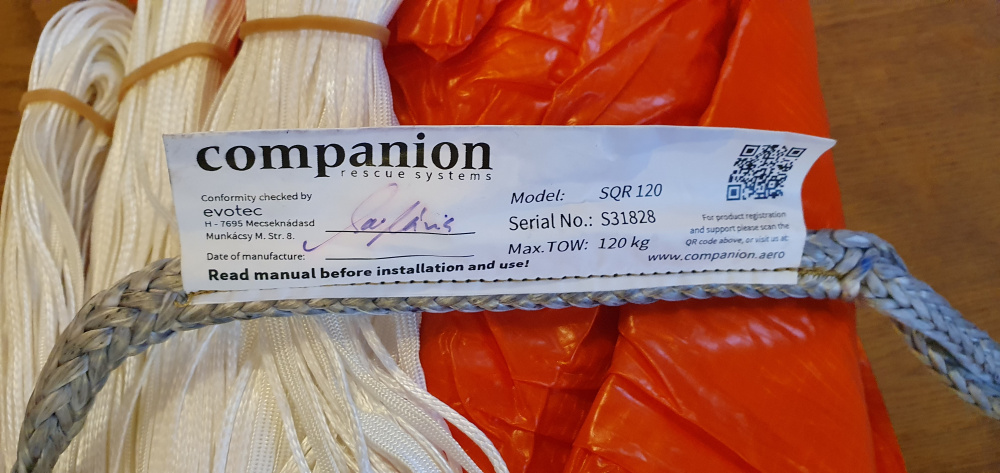 companion
rescue systems
Conformity checked by
evotec
H - 7695 Mecseknádasd
Munkácsy M. Str. 8.
Date of manufacture:
Read manual before installation and use!
Model: SQR 120
Serial No.: S31828
Max. TOW: 120 kg
For product registration
and support please scan the
QR code above, or visit us at:
www.companion.aero